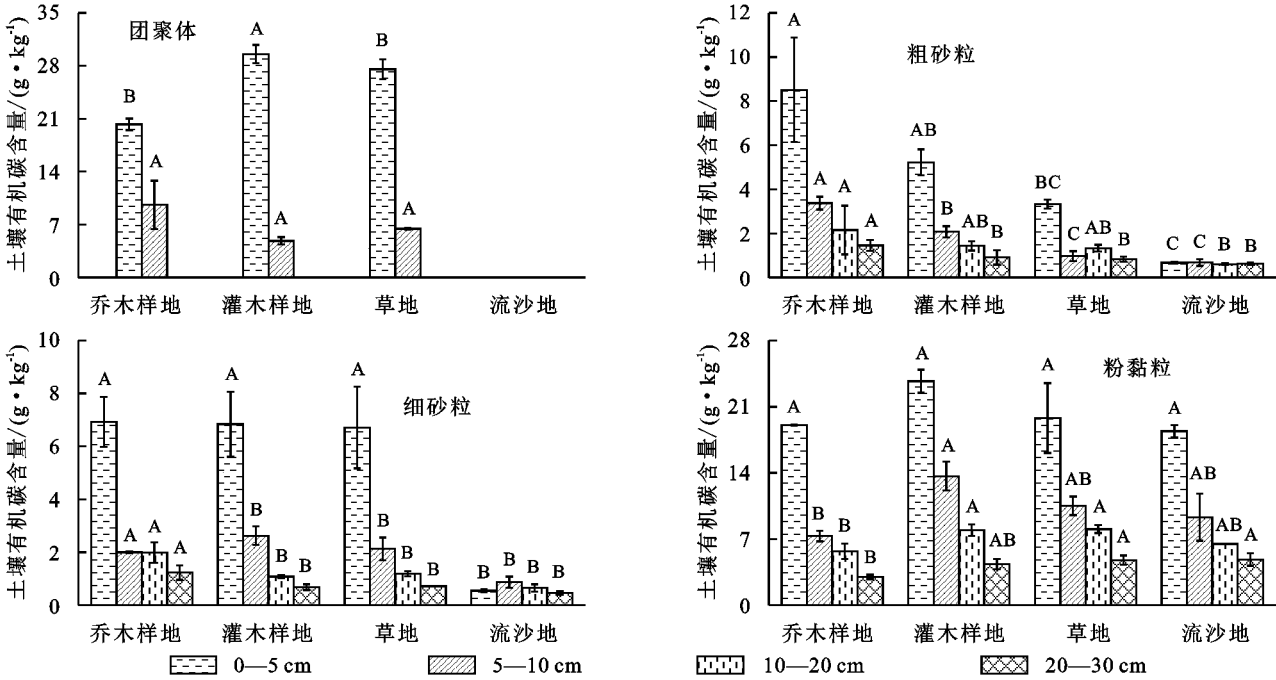 土壤有机碳含量/(g·kg⁻¹)
35
28
21
14
7
0
团聚体
B
A
A
A
B
A
乔木样地
灌木样地
草地
流沙地
土壤有机碳含量/(g·kg⁻¹)
12
10
8
6
4
2
0
粗砂粒
A
A
A
A
AB
B
AB
B
BC
C
AB
B
C
C
B
B
乔木样地
灌木样地
草地
流沙地
土壤有机碳含量/(g·kg⁻¹)
10
8
6
4
2
0
细砂粒
A
A
A
A
A
B
B
B
A
B
B
B
B
B
B
B
乔木样地
灌木样地
草地
流沙地
土壤有机碳含量/(g·kg⁻¹)
28
21
14
7
0
粉黏粒
A
B
B
B
A
A
A
AB
A
AB
A
A
A
AB
AB
A
乔木样地
灌木样地
草地
流沙地
0—5 cm
5—10 cm
10—20 cm
20—30 cm